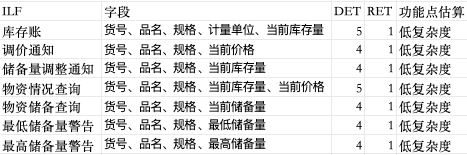 ILF 字段 DET RET 功能点估算
库存账 货号、品名、规格、计量单位、当前库存量 5 1 低复杂度
调价通知 货号、品名、规格、当前价格 4 1 低复杂度
储备量调整通知 货号、品名、规格、当前库存量 4 1 低复杂度
物资情况查询 货号、品名、规格、当前库存量、当前价格 5 1 低复杂度
物资储备查询 货号、品名、规格、当前储备量 4 1 低复杂度
最低储备量警告 货号、品名、规格、最低储备量 4 1 低复杂度
最高储备量警告 货号、品名、规格、最高储备量 4 1 低复杂度